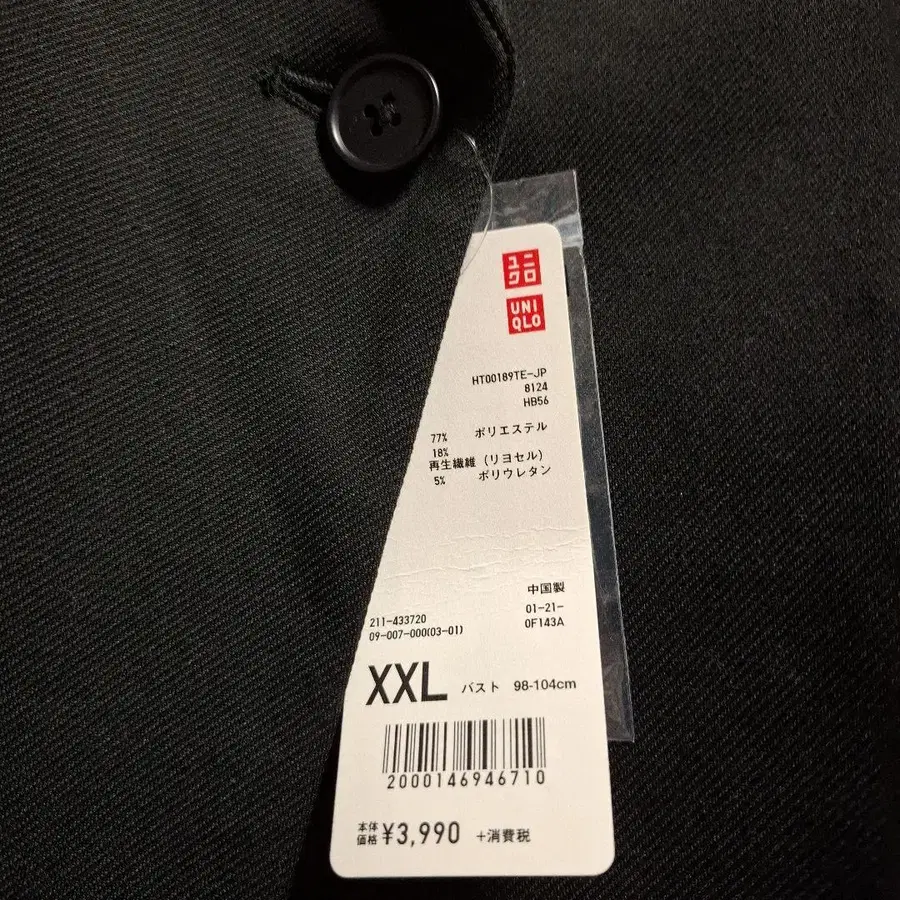 ユニ
クロ
UNI
QLO
HT00189TE-JP
8124
HB56
77% ポリエステル
18%
再生繊維 (リヨセル)
5% ポリウレタン
中国製
211-433720 01-21-
09-007-000(03-01) 0F143A
XXL バスト 98-104cm
2000146946710
本体
価格 ¥3,990 +消費税